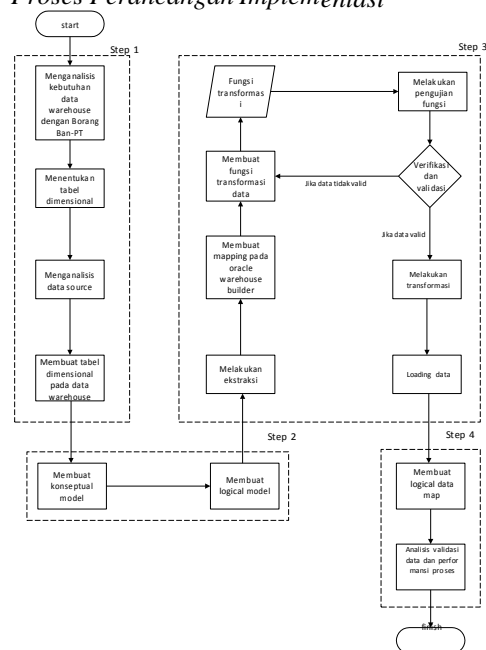 Proses Perancangan Implementasi
start
Step 1
Menganalisis
kebutuhan
data
warehouse
dengan Borang
Ban-PT
Menentukan
tabel
dimensional
Menganalisis
data source
Membuat tabel
dimensional
pada data
warehouse
Step 2
Membuat
konseptual
model
Membuat
logical model
Step 3
Melakukan
ekstraksi
Membuat
mapping pada
oracle
warehouse
builder
Membuat
fungsi
transformasi
data
Fungsi
transformas
i
Melakukan
pengujian
fungsi
Verifikasi
dan
validasi
Jika data tidak valid
Jika data valid
Melakukan
transformasi
Loading data
Step 4
Membuat
logical data
map
Analisis validasi
data dan perfor
mansi proses
finish